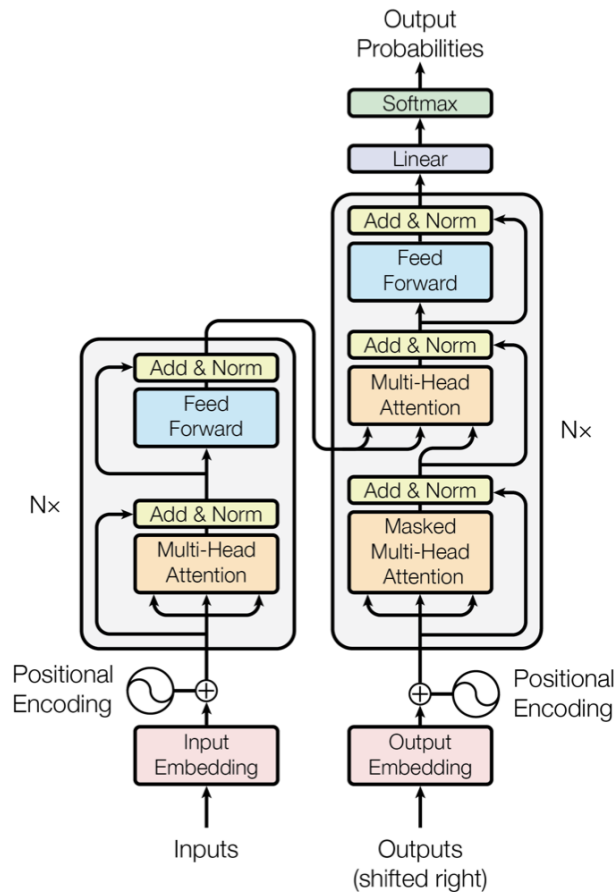 Output
Probabilities
Softmax
Linear
Add & Norm
Feed
Forward
Add & Norm
Multi-Head
Attention
Add & Norm
Masked
Multi-Head
Attention
N×
Add & Norm
Feed
Forward
Add & Norm
Multi-Head
Attention
N×
Positional
Encoding
Positional
Encoding
Input
Embedding
Output
Embedding
Inputs
Outputs
(shifted right)